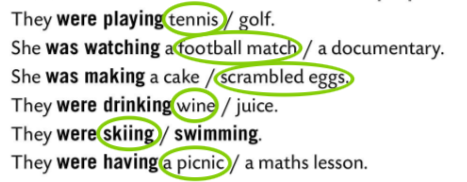 They were playing tennis / golf.
She was watching a football match / a documentary.
She was making a cake / scrambled eggs.
They were drinking wine / juice.
They were skiing / swimming.
They were having a picnic / a maths lesson.